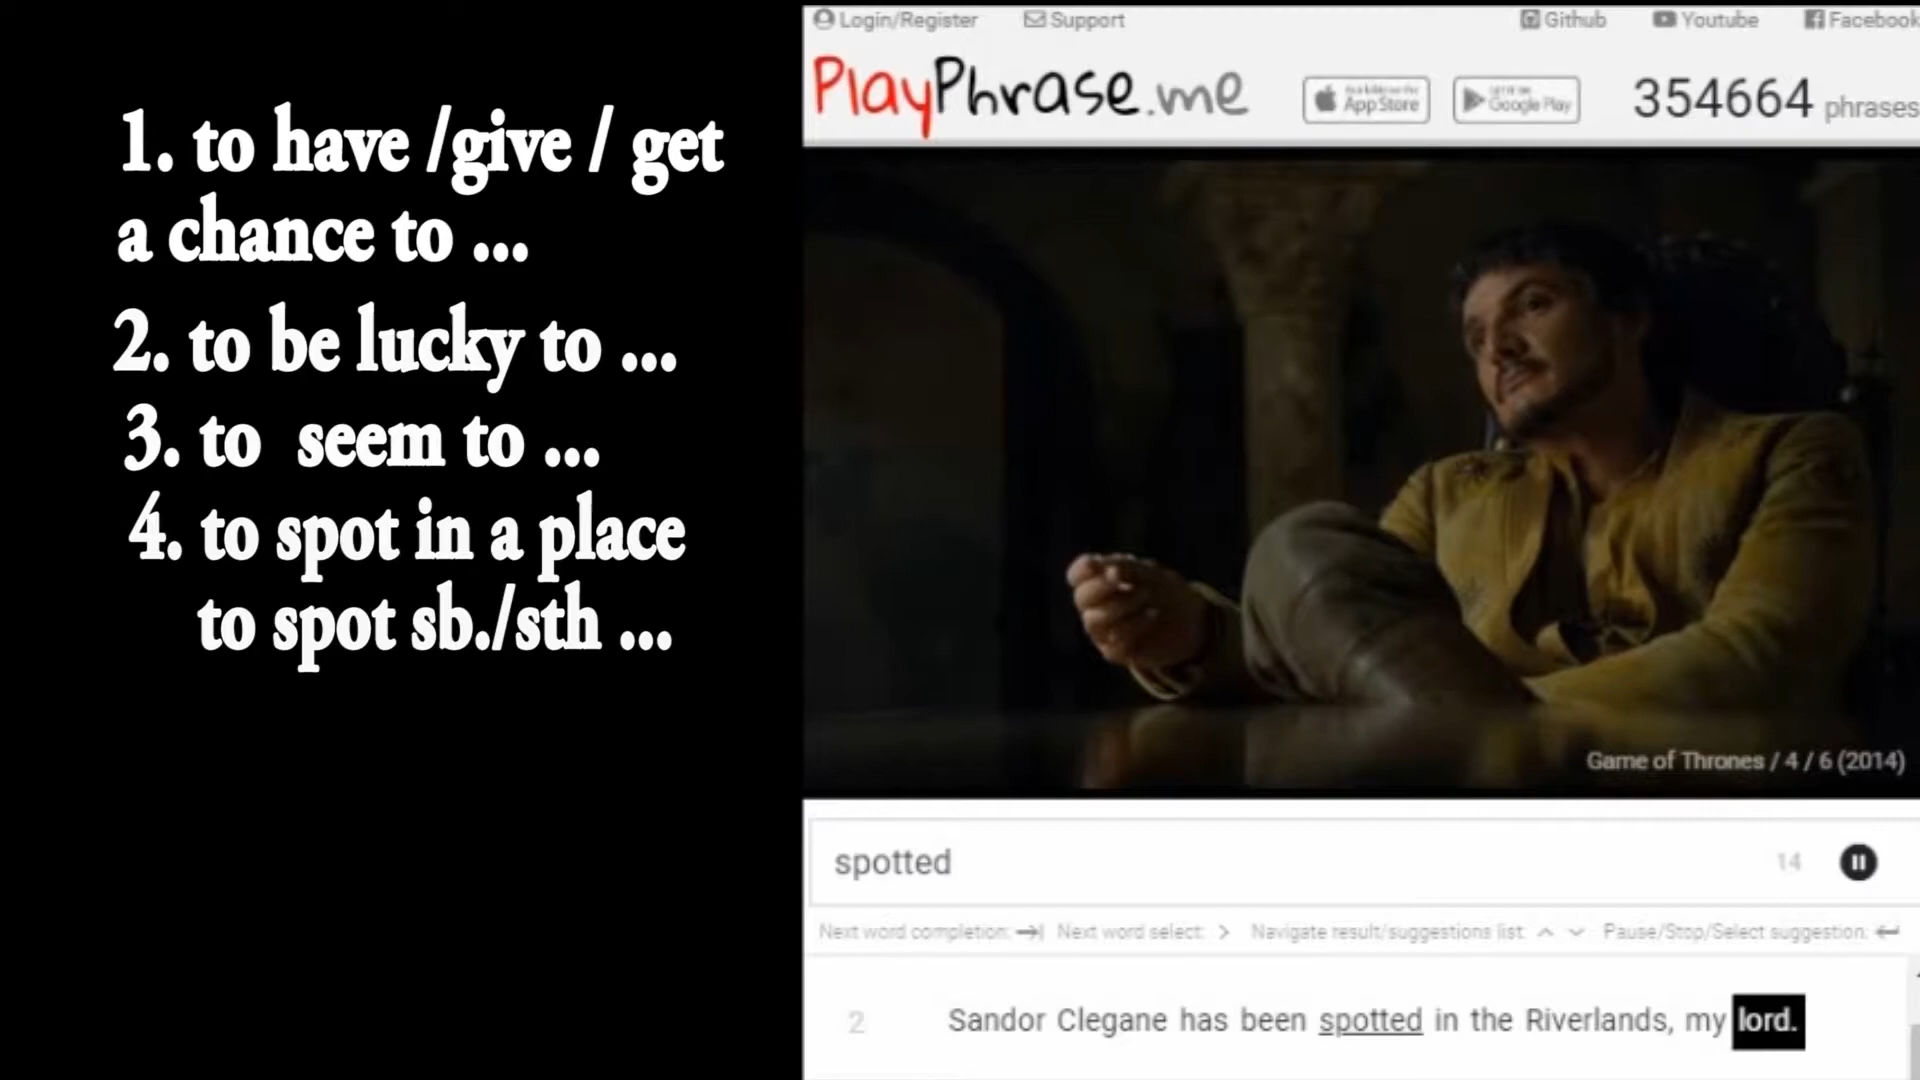 1. to have /give / get
a chance to ...
2. to be lucky to ...
3. to seem to ...
4. to spot in a place
to spot sb./sth ...
Login/Register Support Github Youtube Facebook
PlayPhrase.me App Store Google Play 354664 phrases
Game of Thrones / 4 / 6 (2014)
spotted 14
Next word completion: Next word select: Navigate result/suggestions list: Pause/Stop/Select suggestion:
2 Sandor Clegane has been spotted in the Riverlands, my lord.